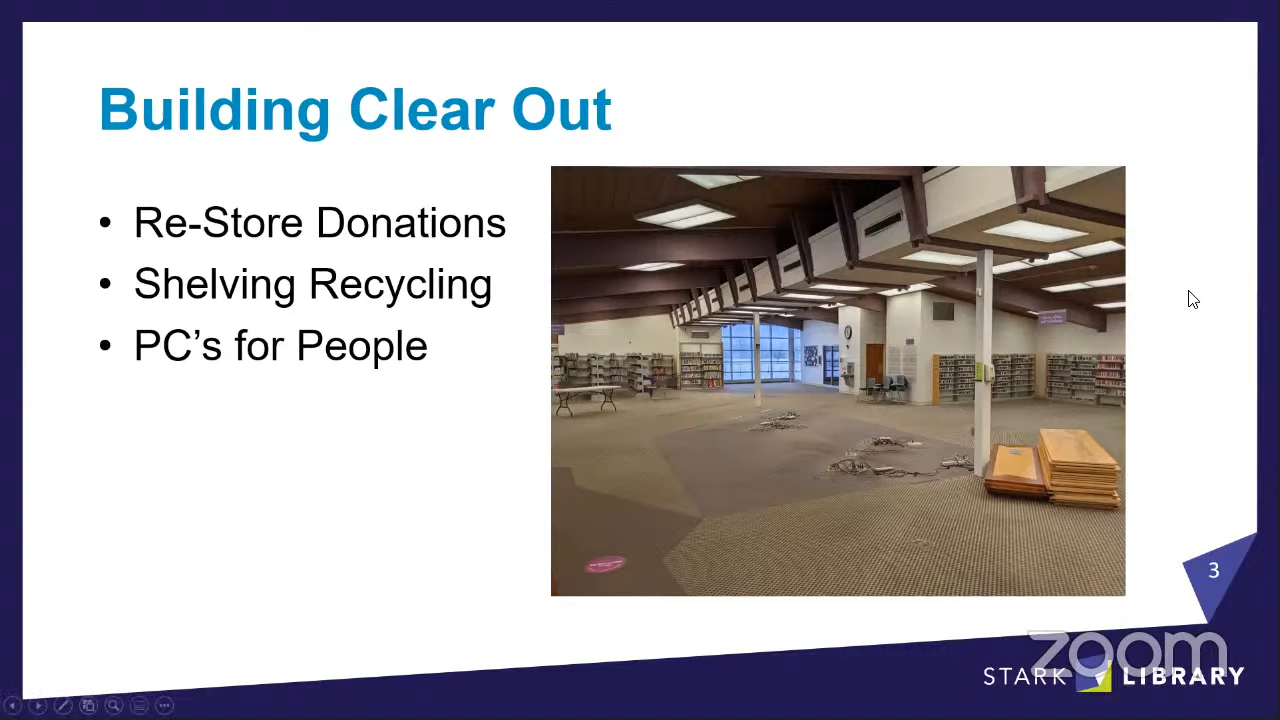 Building Clear Out
• Re-Store Donations
• Shelving Recycling
• PC’s for People
3
zoom
STARK LIBRARY